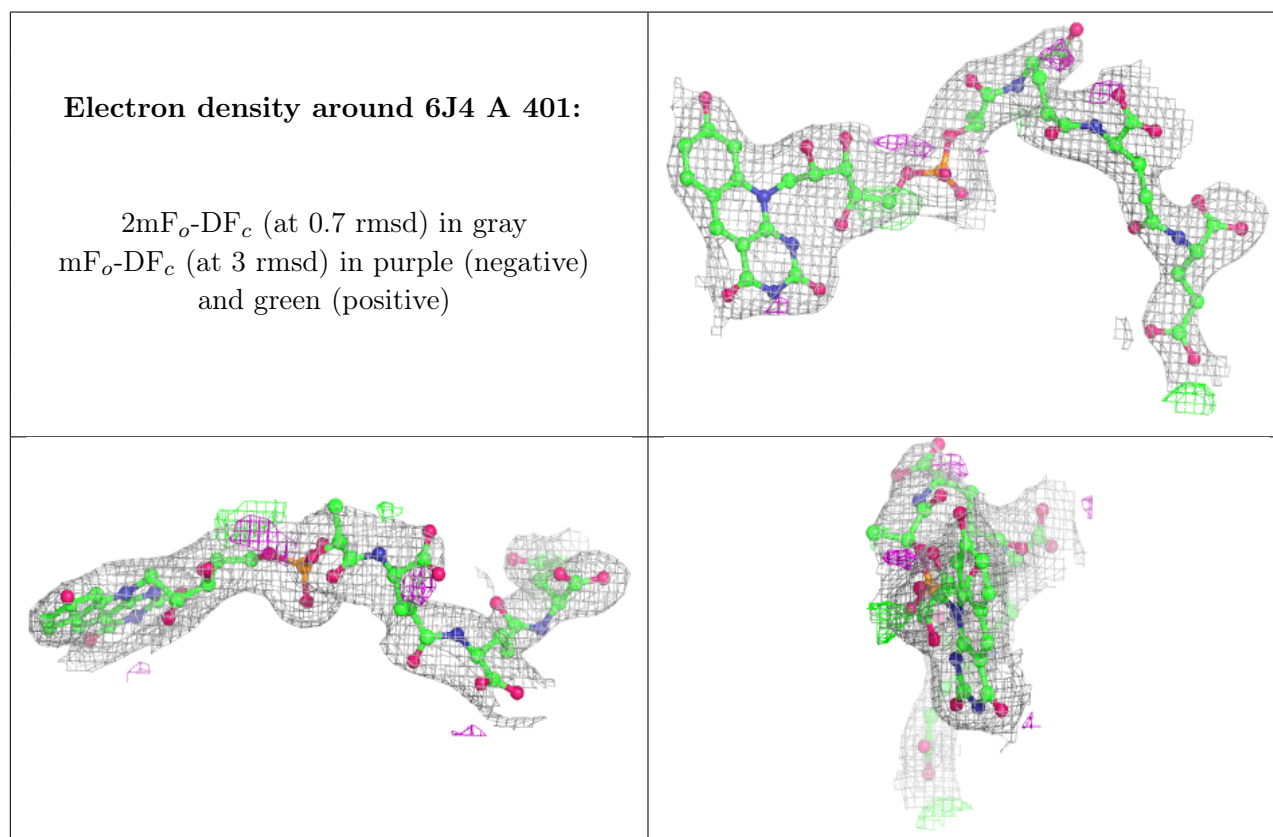 Electron density around 6J4 A 401:
2mFo-DFc (at 0.7 rmsd) in gray
mFo-DFc (at 3 rmsd) in purple (negative)
and green (positive)